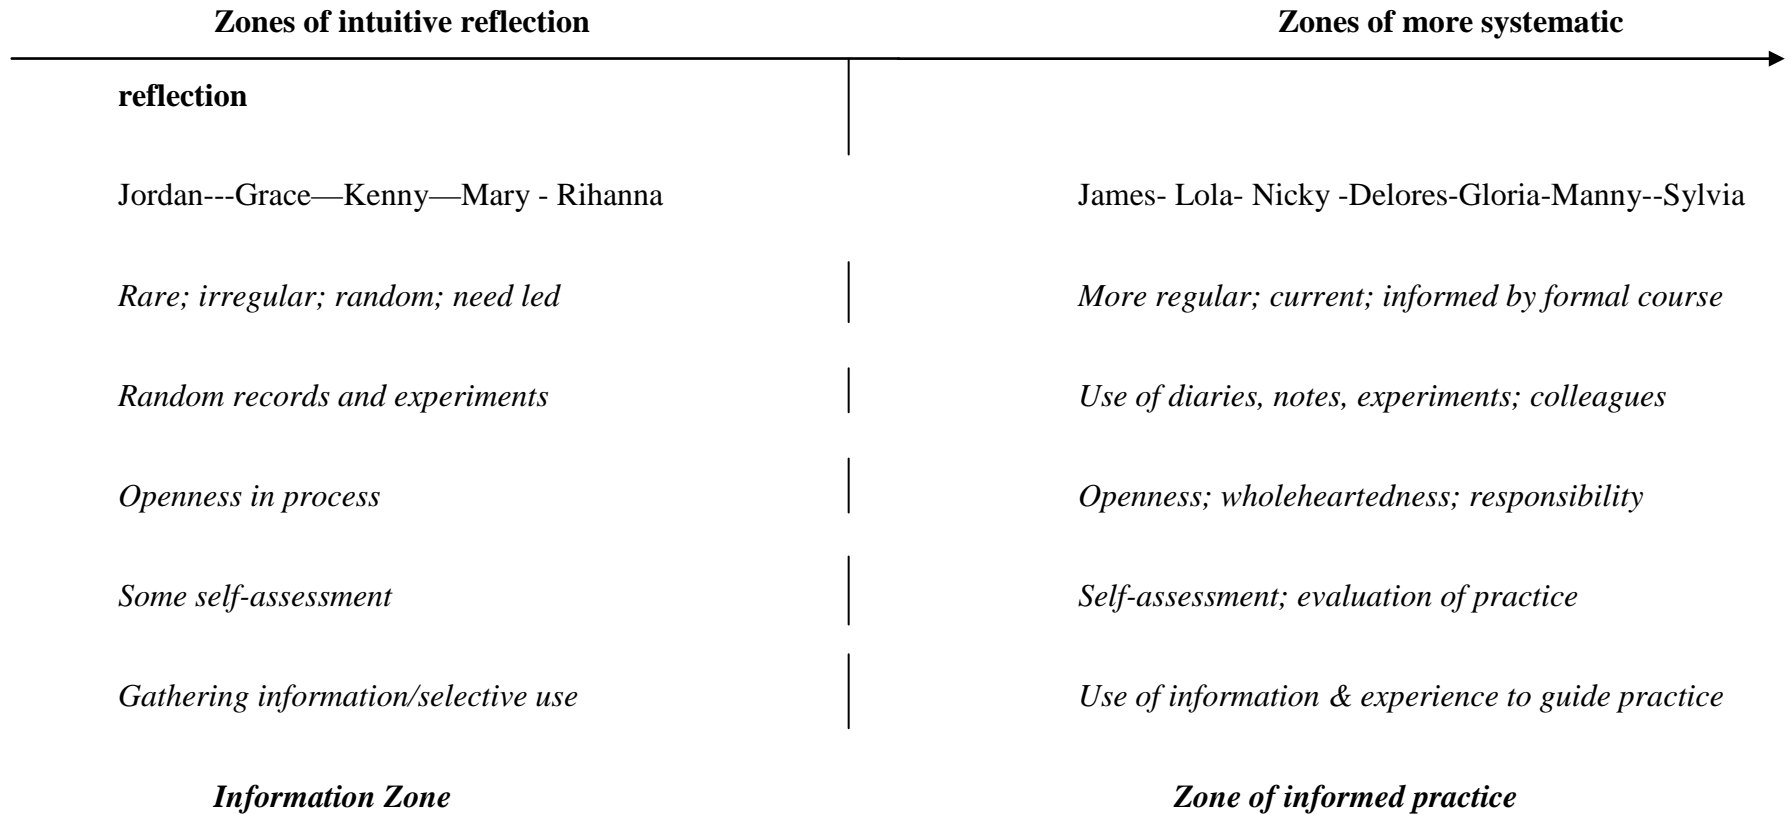 Zones of intuitive reflection Zones of more systematic
reflection
Jordan---Grace—Kenny—Mary - Rihanna James- Lola- Nicky -Delores-Gloria-Manny--Sylvia
Rare; irregular; random; need led More regular; current; informed by formal course
Random records and experiments Use of diaries, notes, experiments; colleagues
Openness in process Openness; wholeheartedness; responsibility
Some self-assessment Self-assessment; evaluation of practice
Gathering information/selective use Use of information & experience to guide practice
Information Zone Zone of informed practice